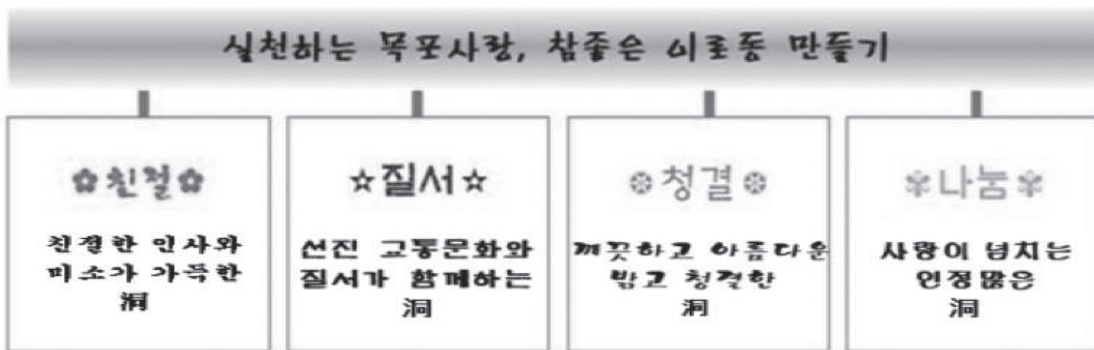 실천하는 목포사랑, 참좋은 이로동 만들기
✿친절✿
친절한 인사와
미소가 가득한
洞
☆질서☆
선진 교통문화와
질서가 함께하는
洞
❆청결❆
깨끗하고 아름다운
밝고 청결한
洞
✾나눔✾
사랑이 넘치는
인정많은
洞